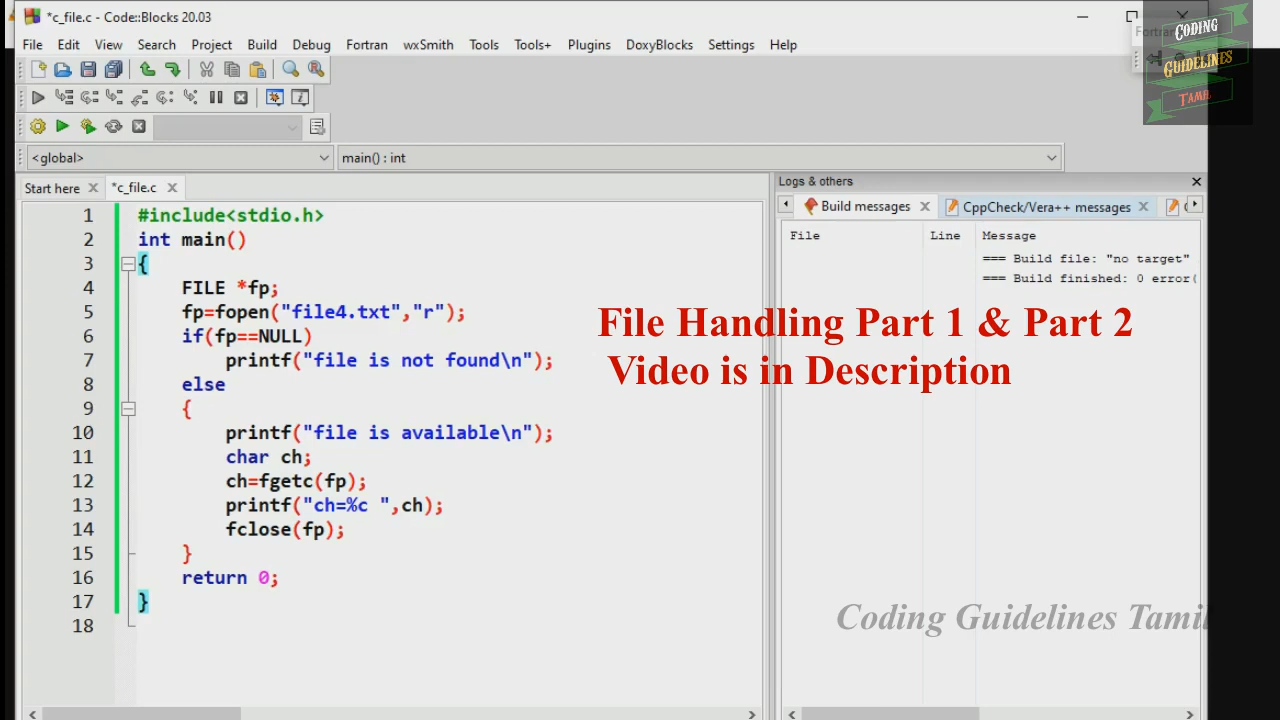 *c_file.c - Code::Blocks 20.03
File Edit View Search Project Build Debug Fortran wxSmith Tools Tools+ Plugins DoxyBlocks Settings Help
CODING
GUIDELINES
TAMIL
<global> main() : int
Start here *c_file.c
Logs & others
Build messages CppCheck/Vera++ messages
File Line Message
=== Build file: "no target"
=== Build finished: 0 error(
1 #include<stdio.h>
2 int main()
3 {
4 FILE *fp;
5 fp=fopen("file4.txt","r");
6 if(fp==NULL)
7 printf("file is not found\n");
8 else
9 {
10 printf("file is available\n");
11 char ch;
12 ch=fgetc(fp);
13 printf("ch=%c ",ch);
14 fclose(fp);
15 }
16 return 0;
17 }
18
File Handling Part 1 & Part 2
Video is in Description
Coding Guidelines Tamil